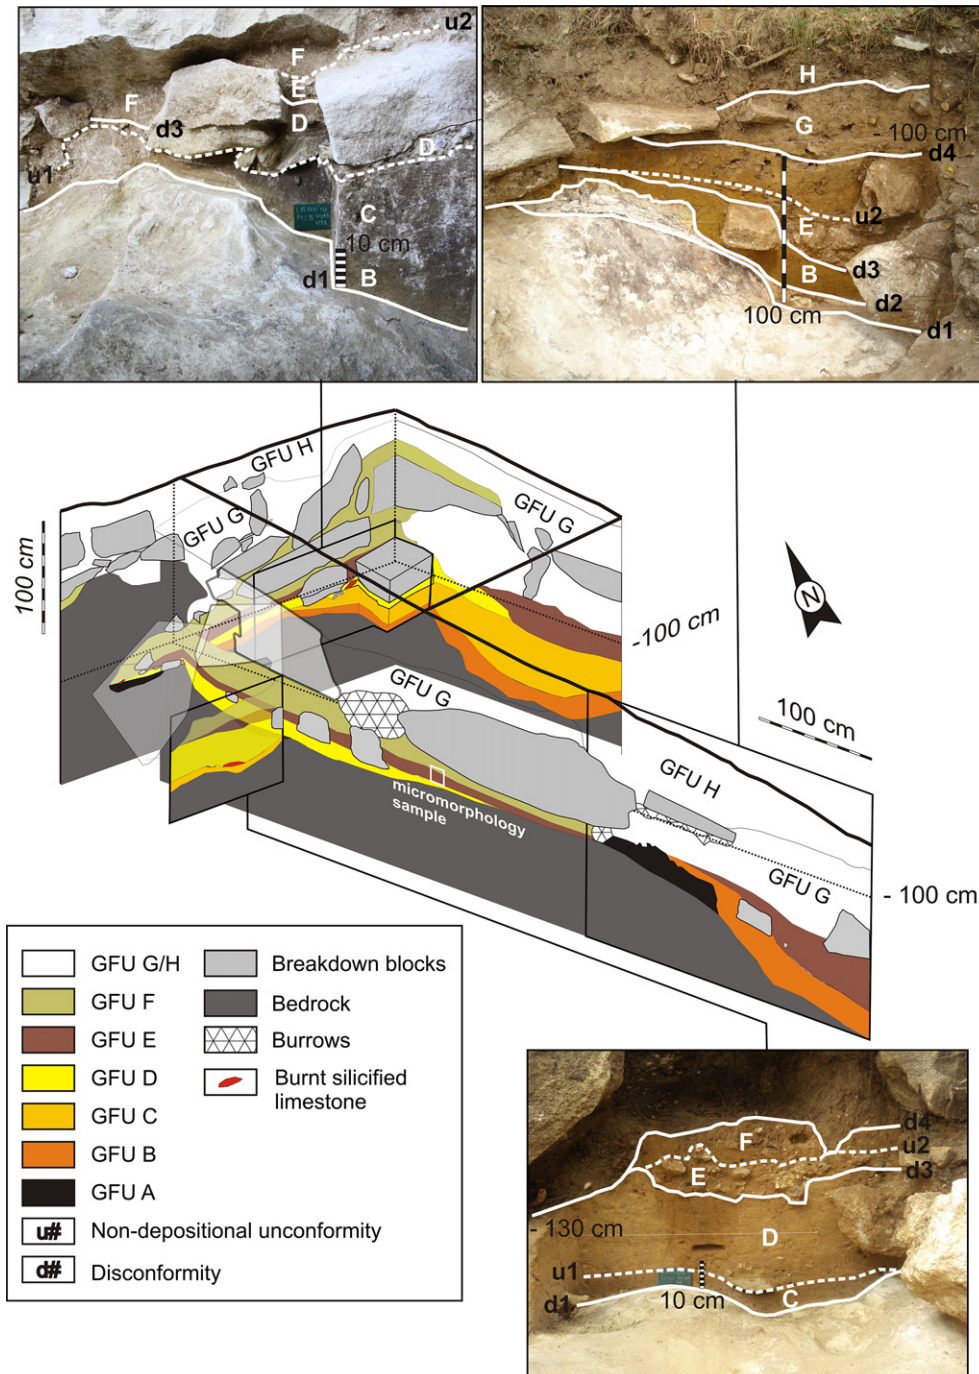 u2
F
E
F
D
d3
D
u1
C
10 cm
d1
B
H
- 100 cm
G
d4
u2
E
B
d3
d2
100 cm
d1
GFU H
GFU G
GFU G
100 cm
-100 cm
N
GFU G
100 cm
GFU H
micromorphology
sample
GFU G
- 100 cm
GFU G/H
Breakdown blocks
GFU F
Bedrock
GFU E
Burrows
GFU D
Burnt silicified
limestone
GFU C
GFU B
GFU A
u# Non-depositional unconformity
d# Disconformity
d4
F
u2
E
d3
- 130 cm
D
u1
10 cm
C
d1